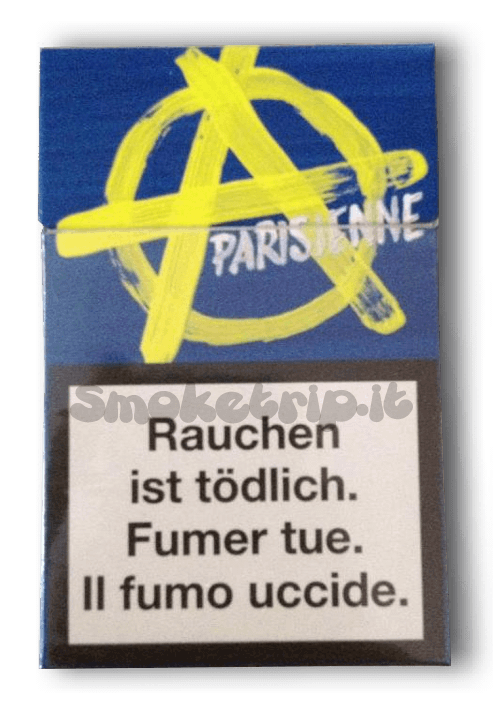 PARISIENNE
Smoketrip.it
Rauchen
ist tödlich.
Fumer tue.
Il fumo uccide.